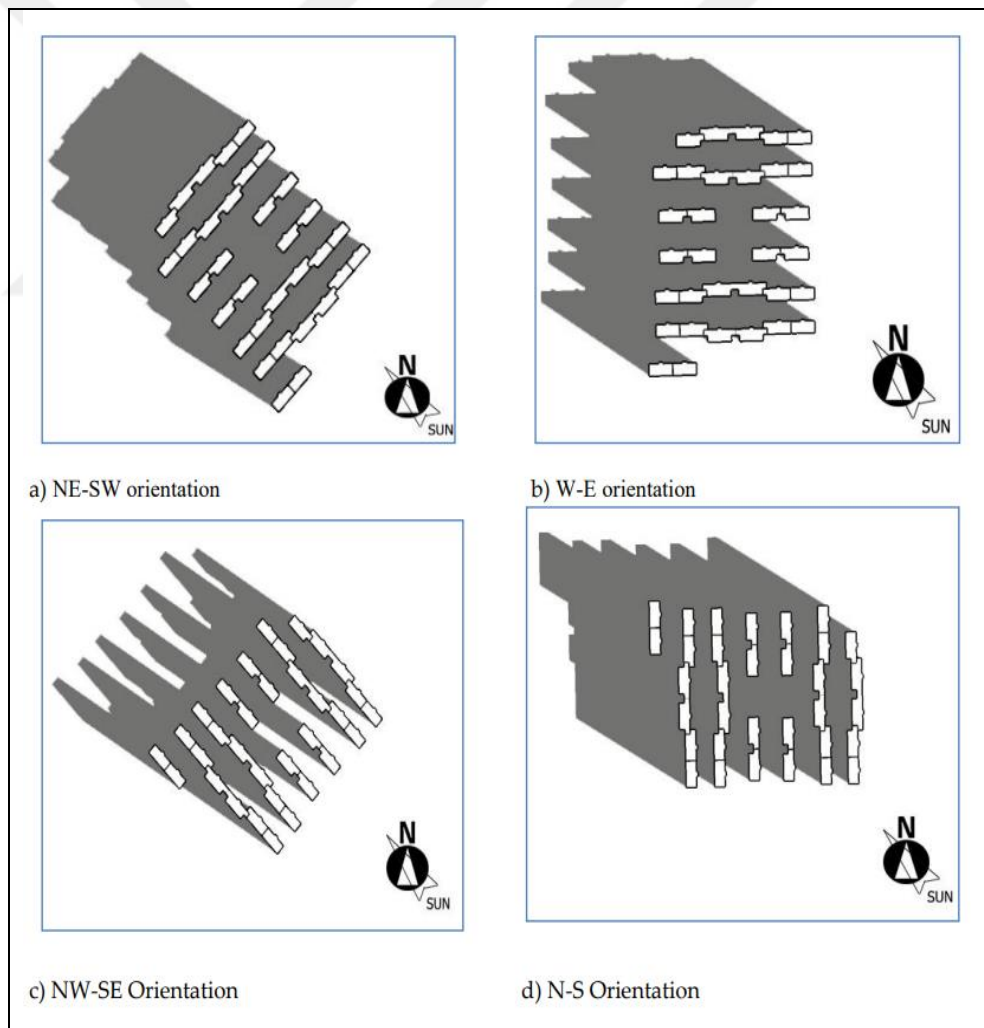 N
SUN
N
SUN
a) NE-SW orientation
b) W-E orientation
N
SUN
N
SUN
c) NW-SE Orientation
d) N-S Orientation